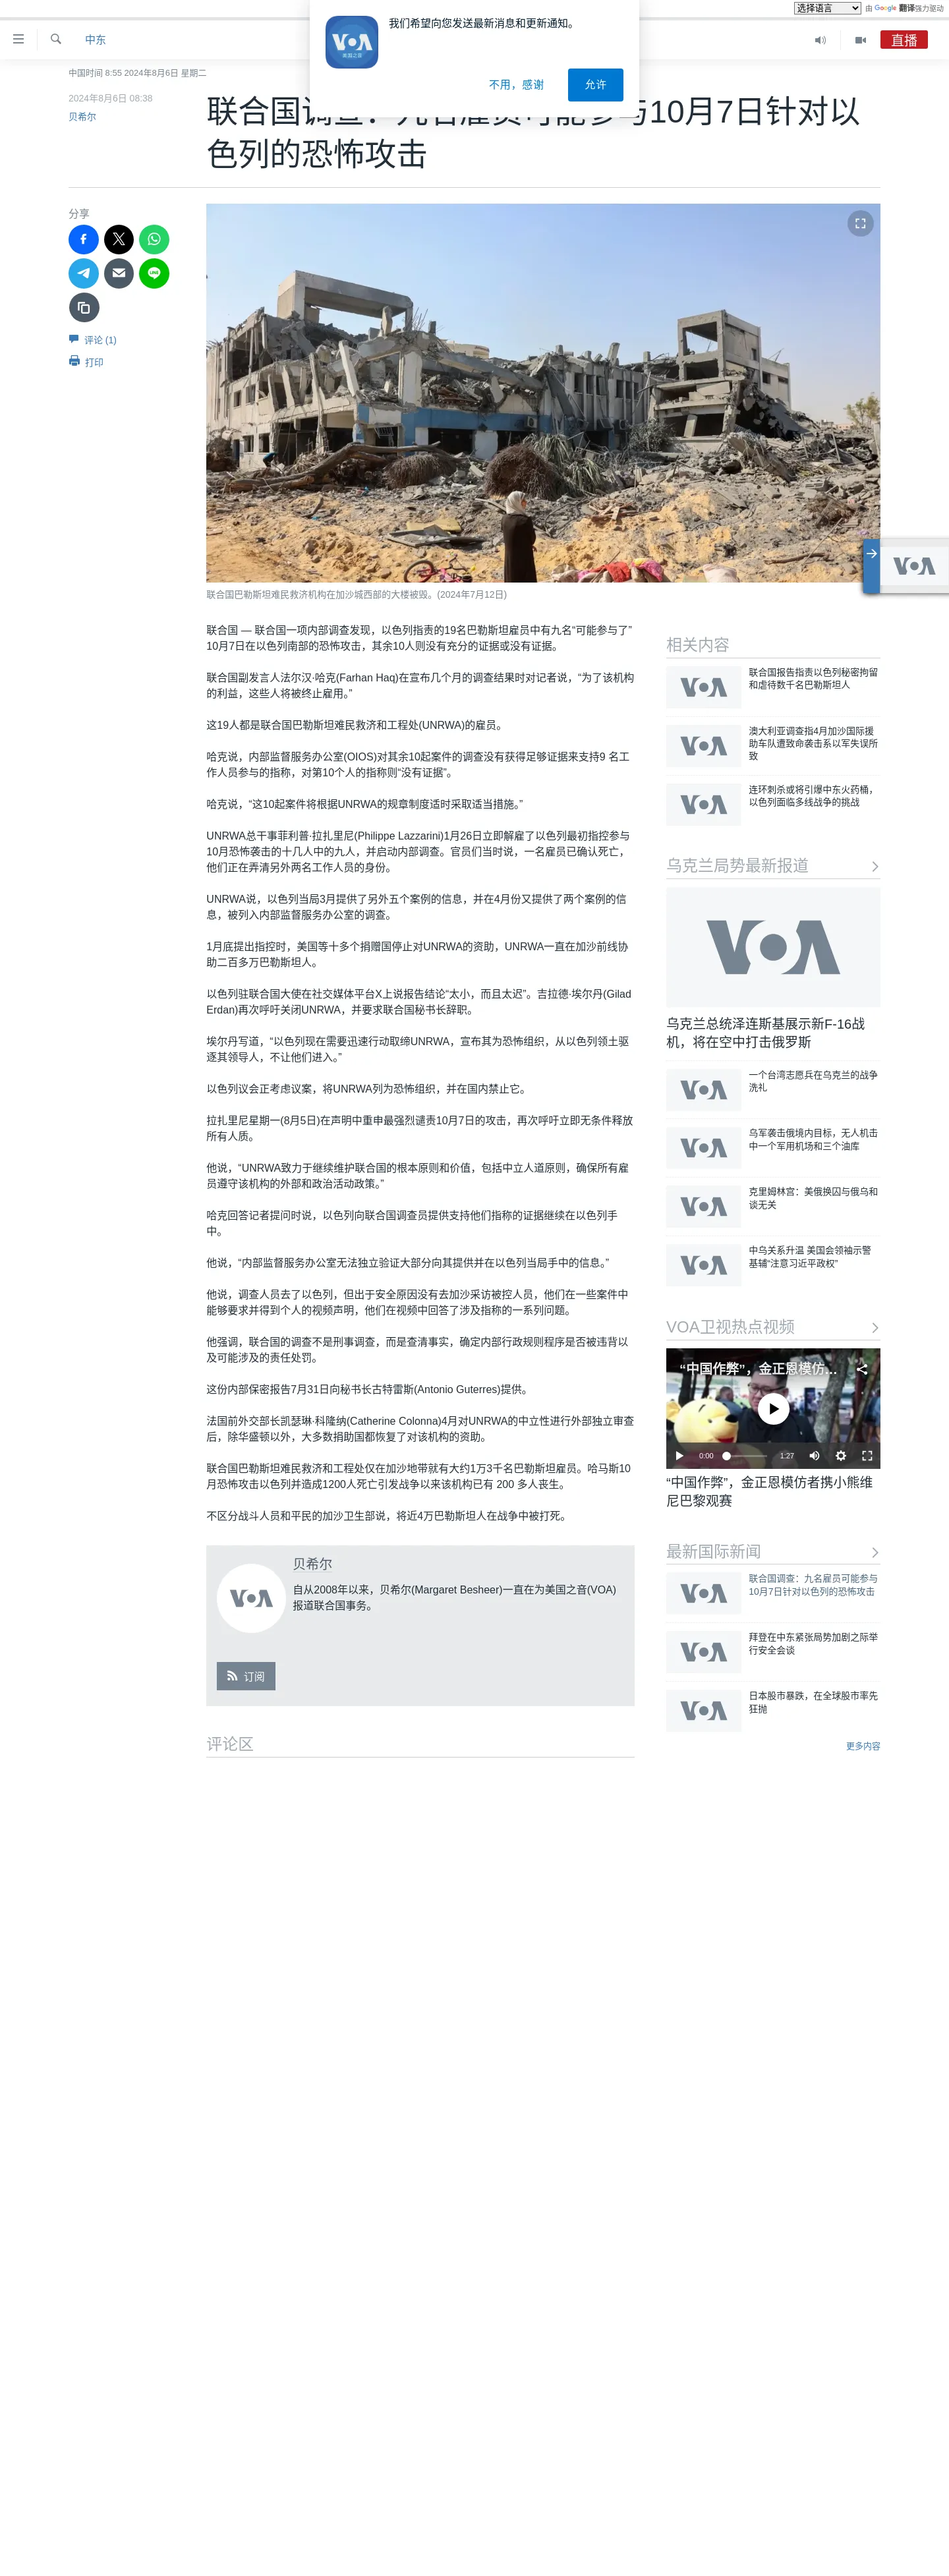 选择语言
由 Google 翻译强力驱动
我们希望向您发送最新消息和更新通知。
VOA
美国之音
不用，感谢
允许
中东
直播
中国时间 8:55 2024年8月6日 星期二
2024年8月6日 08:38
贝希尔
联合国调查：九名雇员可能参与10月7日针对以
色列的恐怖攻击
分享
LINE
评论 (1)
打印
联合国巴勒斯坦难民救济机构在加沙城西部的大楼被毁。(2024年7月12日)
VOA
联合国 — 联合国一项内部调查发现，以色列指责的19名巴勒斯坦雇员中有九名“可能参与了”
10月7日在以色列南部的恐怖攻击，其余10人则没有充分的证据或没有证据。
联合国副发言人法尔汉·哈克(Farhan Haq)在宣布几个月的调查结果时对记者说，“为了该机构
的利益，这些人将被终止雇用。”
这19人都是联合国巴勒斯坦难民救济和工程处(UNRWA)的雇员。
哈克说，内部监督服务办公室(OIOS)对其余10起案件的调查没有获得足够证据来支持9 名工
作人员参与的指称，对第10个人的指称则“没有证据”。
哈克说，“这10起案件将根据UNRWA的规章制度适时采取适当措施。”
UNRWA总干事菲利普·拉扎里尼(Philippe Lazzarini)1月26日立即解雇了以色列最初指控参与
10月恐怖袭击的十几人中的九人，并启动内部调查。官员们当时说，一名雇员已确认死亡，
他们正在弄清另外两名工作人员的身份。
UNRWA说，以色列当局3月提供了另外五个案例的信息，并在4月份又提供了两个案例的信
息，被列入内部监督服务办公室的调查。
1月底提出指控时，美国等十多个捐赠国停止对UNRWA的资助，UNRWA一直在加沙前线协
助二百多万巴勒斯坦人。
以色列驻联合国大使在社交媒体平台X上说报告结论“太小，而且太迟”。吉拉德·埃尔丹(Gilad
Erdan)再次呼吁关闭UNRWA，并要求联合国秘书长辞职。
埃尔丹写道，“以色列现在需要迅速行动取缔UNRWA，宣布其为恐怖组织，从以色列领土驱
逐其领导人，不让他们进入。”
以色列议会正考虑议案，将UNRWA列为恐怖组织，并在国内禁止它。
拉扎里尼星期一(8月5日)在声明中重申最强烈谴责10月7日的攻击，再次呼吁立即无条件释放
所有人质。
他说，“UNRWA致力于继续维护联合国的根本原则和价值，包括中立人道原则，确保所有雇
员遵守该机构的外部和政治活动政策。”
哈克回答记者提问时说，以色列向联合国调查员提供支持他们指称的证据继续在以色列手
中。
他说，“内部监督服务办公室无法独立验证大部分向其提供并在以色列当局手中的信息。”
他说，调查人员去了以色列，但出于安全原因没有去加沙采访被控人员，他们在一些案件中
能够要求并得到个人的视频声明，他们在视频中回答了涉及指称的一系列问题。
他强调，联合国的调查不是刑事调查，而是查清事实，确定内部行政规则程序是否被违背以
及可能涉及的责任处罚。
这份内部保密报告7月31日向秘书长古特雷斯(Antonio Guterres)提供。
法国前外交部长凯瑟琳·科隆纳(Catherine Colonna)4月对UNRWA的中立性进行外部独立审查
后，除华盛顿以外，大多数捐助国都恢复了对该机构的资助。
联合国巴勒斯坦难民救济和工程处仅在加沙地带就有大约1万3千名巴勒斯坦雇员。哈马斯10
月恐怖攻击以色列并造成1200人死亡引发战争以来该机构已有 200 多人丧生。
不区分战斗人员和平民的加沙卫生部说，将近4万巴勒斯坦人在战争中被打死。
VOA
贝希尔
自从2008年以来，贝希尔(Margaret Besheer)一直在为美国之音(VOA)
报道联合国事务。
订阅
评论区
相关内容
VOA
联合国报告指责以色列秘密拘留
和虐待数千名巴勒斯坦人
VOA
澳大利亚调查指4月加沙国际援
助车队遭致命袭击系以军失误所
致
VOA
连环刺杀或将引爆中东火药桶，
以色列面临多线战争的挑战
乌克兰局势最新报道
VOA
乌克兰总统泽连斯基展示新F-16战
机，将在空中打击俄罗斯
VOA
一个台湾志愿兵在乌克兰的战争
洗礼
VOA
乌军袭击俄境内目标，无人机击
中一个军用机场和三个油库
VOA
克里姆林宫：美俄换囚与俄乌和
谈无关
VOA
中乌关系升温 美国会领袖示警
基辅“注意习近平政权”
VOA卫视热点视频
“中国作弊”，金正恩模仿...
0:00
1:27
“中国作弊”，金正恩模仿者携小熊维
尼巴黎观赛
最新国际新闻
VOA
联合国调查：九名雇员可能参与
10月7日针对以色列的恐怖攻击
VOA
拜登在中东紧张局势加剧之际举
行安全会谈
VOA
日本股市暴跌，在全球股市率先
狂抛
更多内容